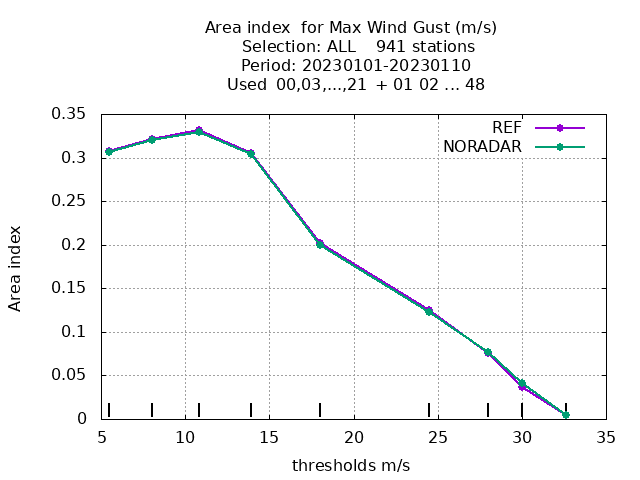 Area index  for Max Wind Gust (m/s)
Selection: ALL    941 stations
Period: 20230101-20230110
Used  00,03,...,21  + 01 02 ... 48
REF
NORADAR
0.35
0.3
0.25
0.2
0.15
0.1
0.05
0
Area index
5 10 15 20 25 30 35
thresholds m/s